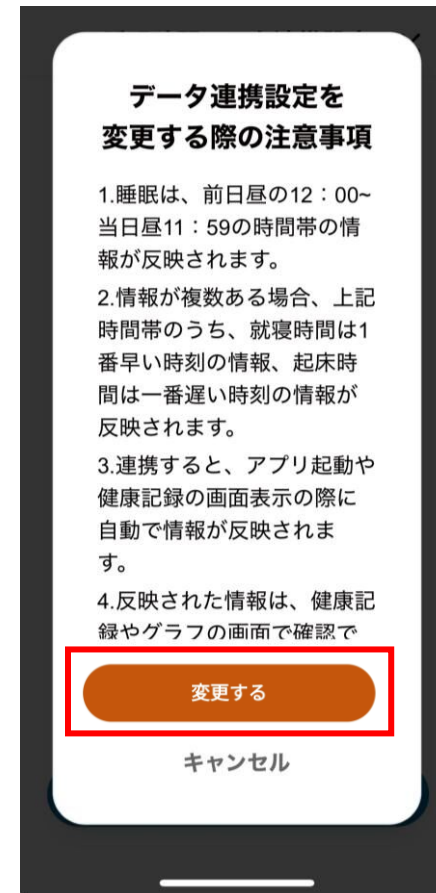 データ連携設定を
変更する際の注意事項
1.睡眠は、前日昼の12：00~
当日昼11：59の時間帯の情
報が反映されます。
2.情報が複数ある場合、上記
時間帯のうち、就寝時間は1
番早い時刻の情報、起床時
間は一番遅い時刻の情報が
反映されます。
3.連携すると、アプリ起動や
健康記録の画面表示の際に
自動で情報が反映されま
す。
4.反映された情報は、健康記
録やグラフの画面で確認で
変更する
キャンセル